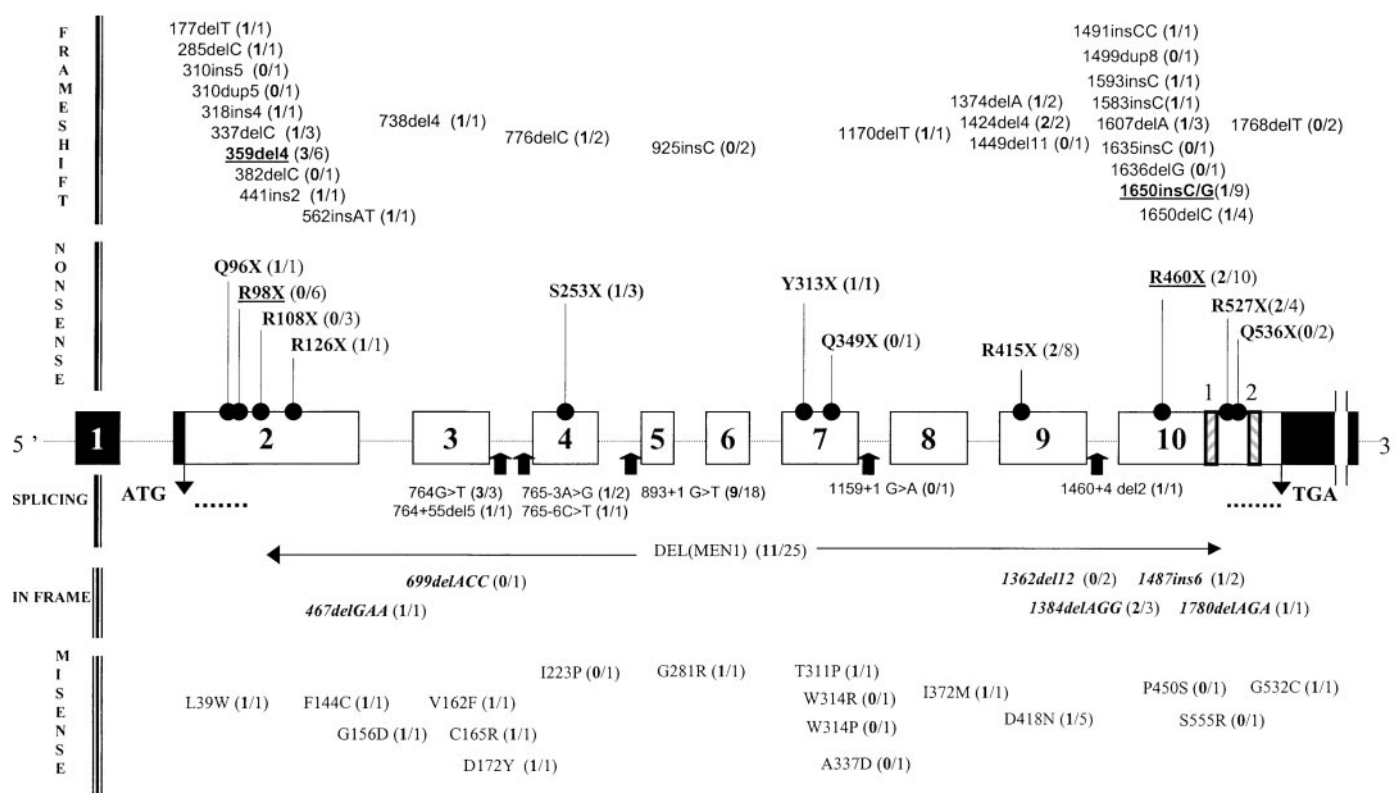 FRAMESHIFT
177delT (1/1)
285delC (1/1)
310ins5 (0/1)
310dup5 (0/1)
318ins4 (1/1)
337delC (1/3)
359del4 (3/6)
382delC (0/1)
441ins2 (1/1)
562insAT (1/1)
738del4 (1/1)
776delC (1/2)
925insC (0/2)
1170delT (1/1)
1374delA (1/2)
1424del4 (2/2)
1449del11 (0/1)
1491insCC (1/1)
1499dup8 (0/1)
1593insC (1/1)
1583insC(1/1)
1607delA (1/3)
1635insC (0/1)
1636delG (0/1)
1650insC/G(1/9)
1650delC (1/4)
1768delT (0/2)
NONSENSE
Q96X (1/1)
R98X (0/6)
R108X (0/3)
R126X (1/1)
S253X (1/3)
Y313X (1/1)
Q349X (0/1)
R415X (2/8)
R460X (2/10)
R527X(2/4)
Q536X(0/2)
1 2
5 ' 1 2 3 4 5 6 7 8 9 10 3
ATG TGA
SPLICING
764G>T (3/3)
764+55del5 (1/1)
765-3A>G (1/2)
765-6C>T (1/1)
893+1 G>T (9/18)
1159+1 G>A (0/1)
1460+4 del2 (1/1)
DEL(MEN1) (11/25)
IN FRAME
699delACC (0/1)
467delGAA (1/1)
1362del12 (0/2)
1487ins6 (1/2)
1384delAGG (2/3)
1780delAGA (1/1)
MISENSE
L39W (1/1)
F144C (1/1)
G156D (1/1)
V162F (1/1)
C165R (1/1)
D172Y (1/1)
I223P (0/1)
G281R (1/1)
T311P (1/1)
W314R (0/1)
W314P (0/1)
A337D (0/1)
I372M (1/1)
D418N (1/5)
P450S (0/1)
S555R (0/1)
G532C (1/1)